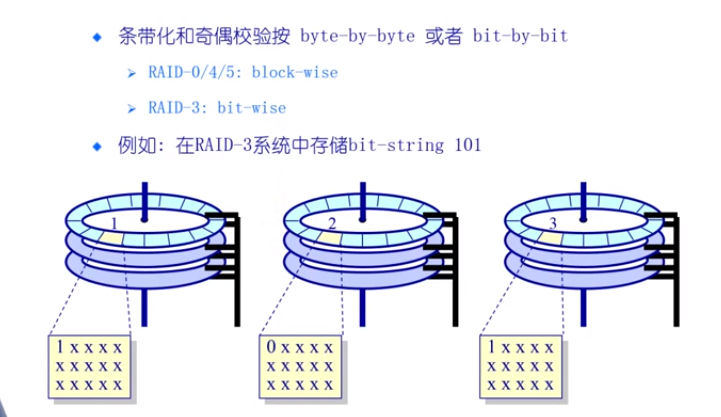 条带化和奇偶校验按 byte-by-byte 或者 bit-by-bit
RAID-0/4/5: block-wise
RAID-3: bit-wise
例如: 在RAID-3系统中存储bit-string 101
1 2 3
1 x x x x 0 x x x x 1 x x x x
x x x x x x x x x x x x x x x
x x x x x x x x x x x x x x x